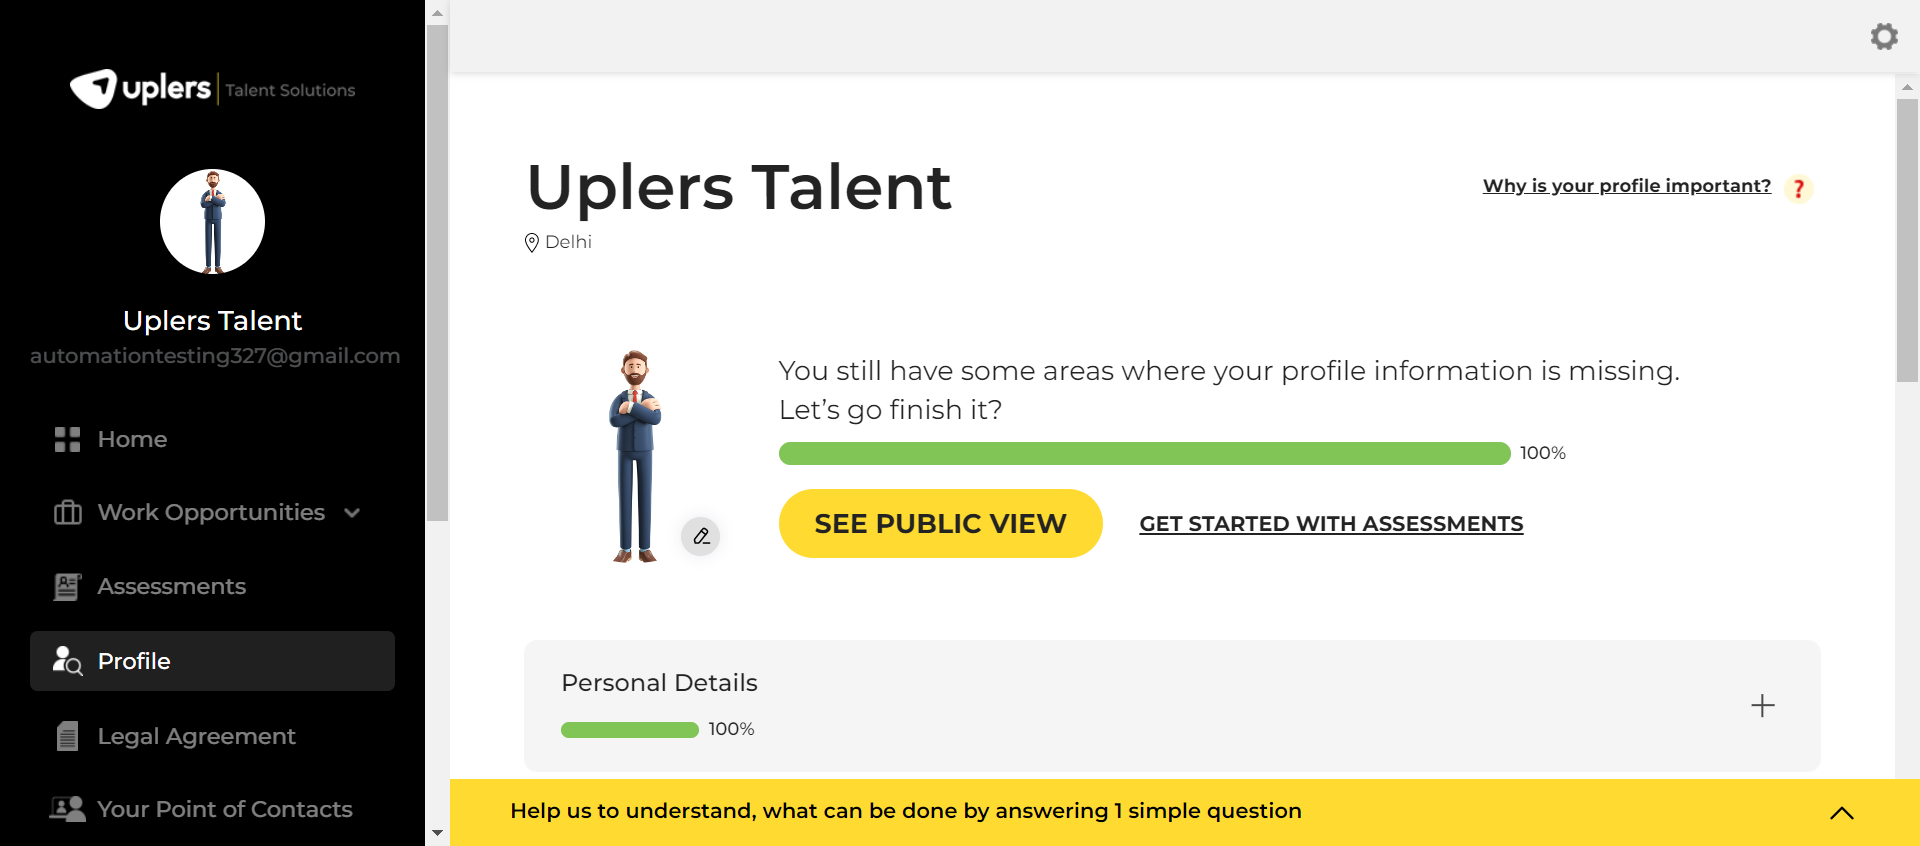 uplers | Talent Solutions
Uplers Talent
automationtesting327@gmail.com
Home
Work Opportunities
Assessments
Profile
Legal Agreement
Your Point of Contacts
Uplers Talent
Delhi
Why is your profile important? ?
You still have some areas where your profile information is missing.
Let’s go finish it?
100%
SEE PUBLIC VIEW
GET STARTED WITH ASSESSMENTS
Personal Details
100%
Help us to understand, what can be done by answering 1 simple question